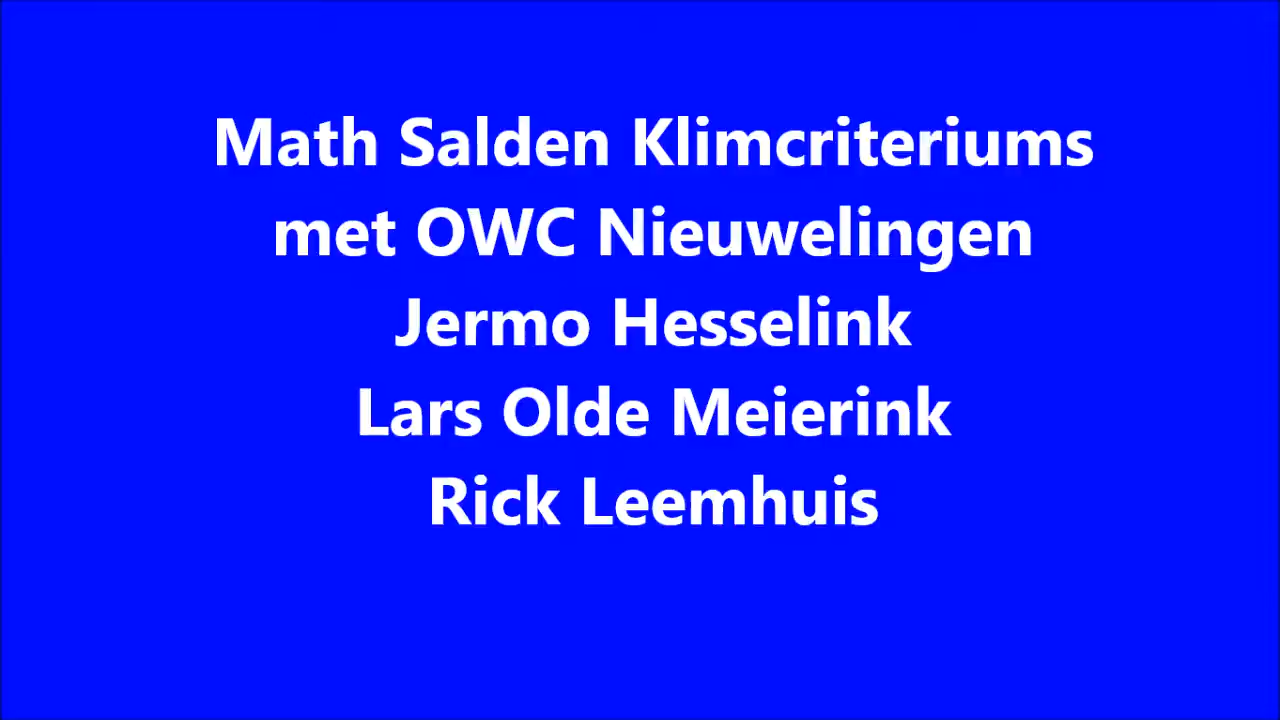 Math Salden Klimcriteriums
met OWC Nieuwelingen
Jermo Hesselink
Lars Olde Meierink
Rick Leemhuis